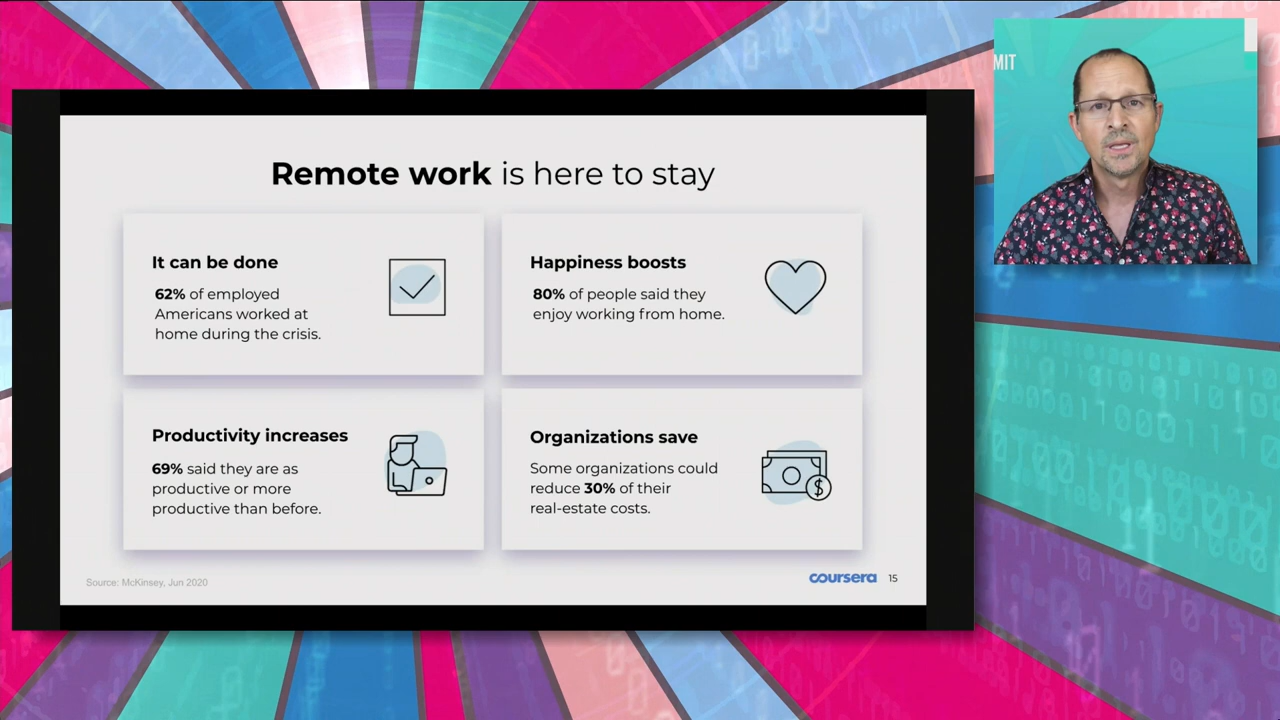 MIT
Remote work is here to stay
It can be done
62% of employed
Americans worked at
home during the crisis.
Happiness boosts
80% of people said they
enjoy working from home.
Productivity increases
69% said they are as
productive or more
productive than before.
Organizations save
Some organizations could
reduce 30% of their
real-estate costs.
$
Source: McKinsey, Jun 2020
coursera 15